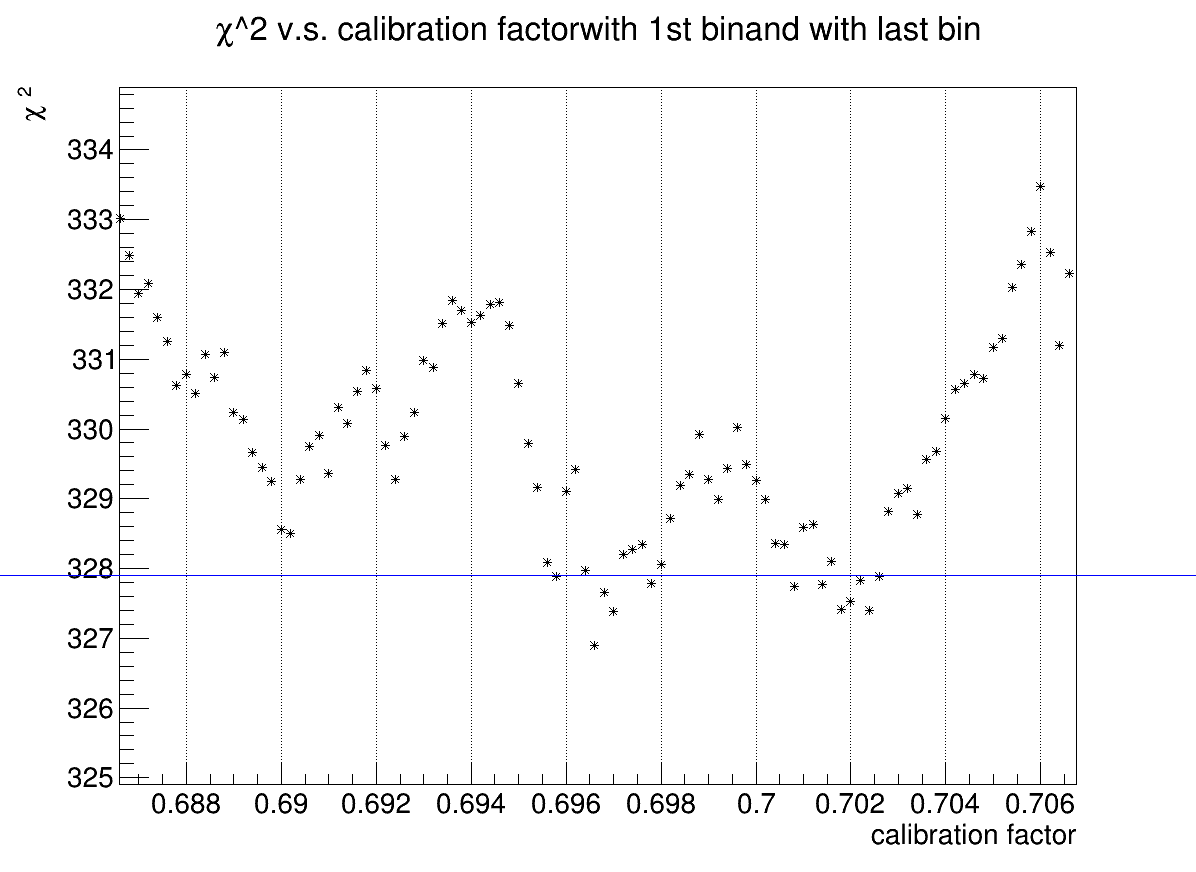 χ^2 v.s. calibration factorwith 1st binand with last bin
χ²
334
333
332
331
330
329
328
327
326
325
0.688 0.69 0.692 0.694 0.696 0.698 0.7 0.702 0.704 0.706
calibration factor